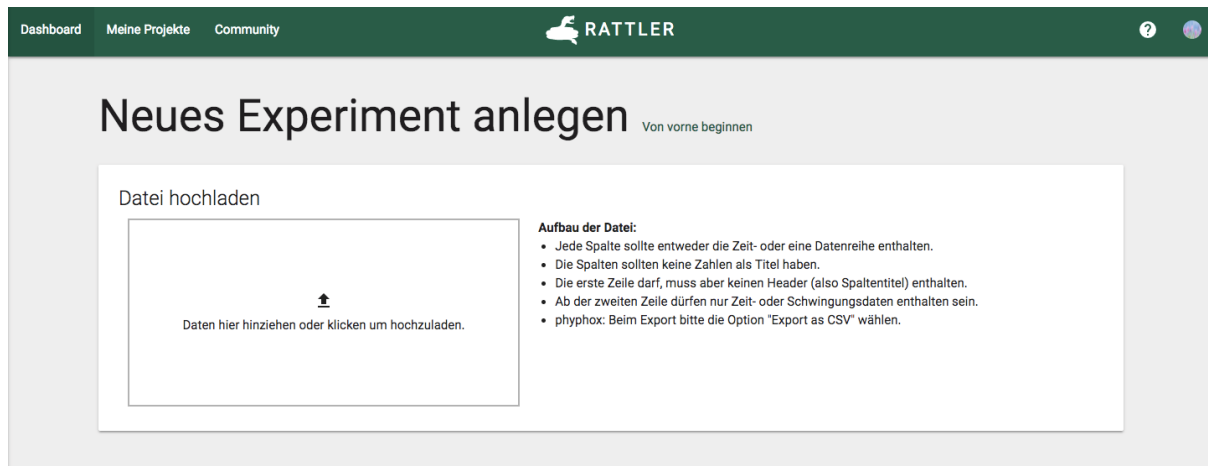 Dashboard Meine Projekte Community RATTLER ?
Neues Experiment anlegen Von vorne beginnen
Datei hochladen
Daten hier hinziehen oder klicken um hochzuladen.
Aufbau der Datei:
• Jede Spalte sollte entweder die Zeit- oder eine Datenreihe enthalten.
• Die Spalten sollten keine Zahlen als Titel haben.
• Die erste Zeile darf, muss aber keinen Header (also Spaltentitel) enthalten.
• Ab der zweiten Zeile dürfen nur Zeit- oder Schwingungsdaten enthalten sein.
• phyphox: Beim Export bitte die Option "Export as CSV" wählen.